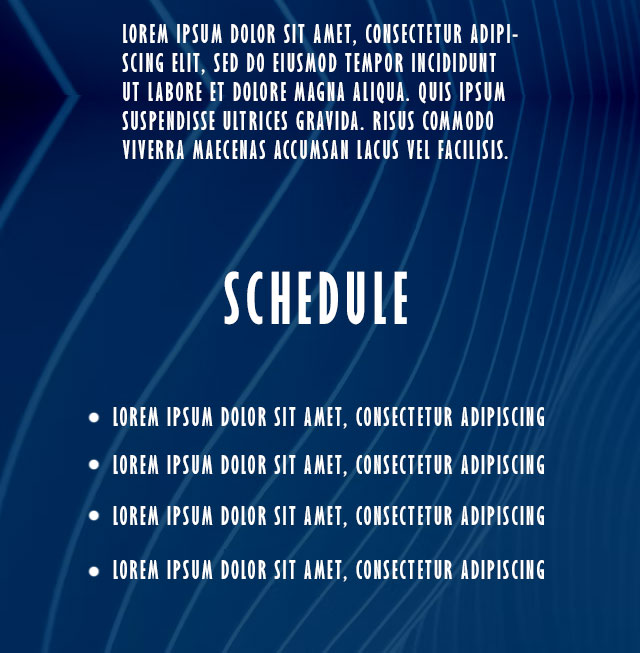 LOREM IPSUM DOLOR SIT AMET, CONSECTETUR ADIPI-
SCING ELIT, SED DO EIUSMOD TEMPOR INCIDIDUNT
UT LABORE ET DOLORE MAGNA ALIQUA. QUIS IPSUM
SUSPENDISSE ULTRICES GRAVIDA. RISUS COMMODO
VIVERRA MAECENAS ACCUMSAN LACUS VEL FACILISIS.
SCHEDULE
• LOREM IPSUM DOLOR SIT AMET, CONSECTETUR ADIPISCING
• LOREM IPSUM DOLOR SIT AMET, CONSECTETUR ADIPISCING
• LOREM IPSUM DOLOR SIT AMET, CONSECTETUR ADIPISCING
• LOREM IPSUM DOLOR SIT AMET, CONSECTETUR ADIPISCING